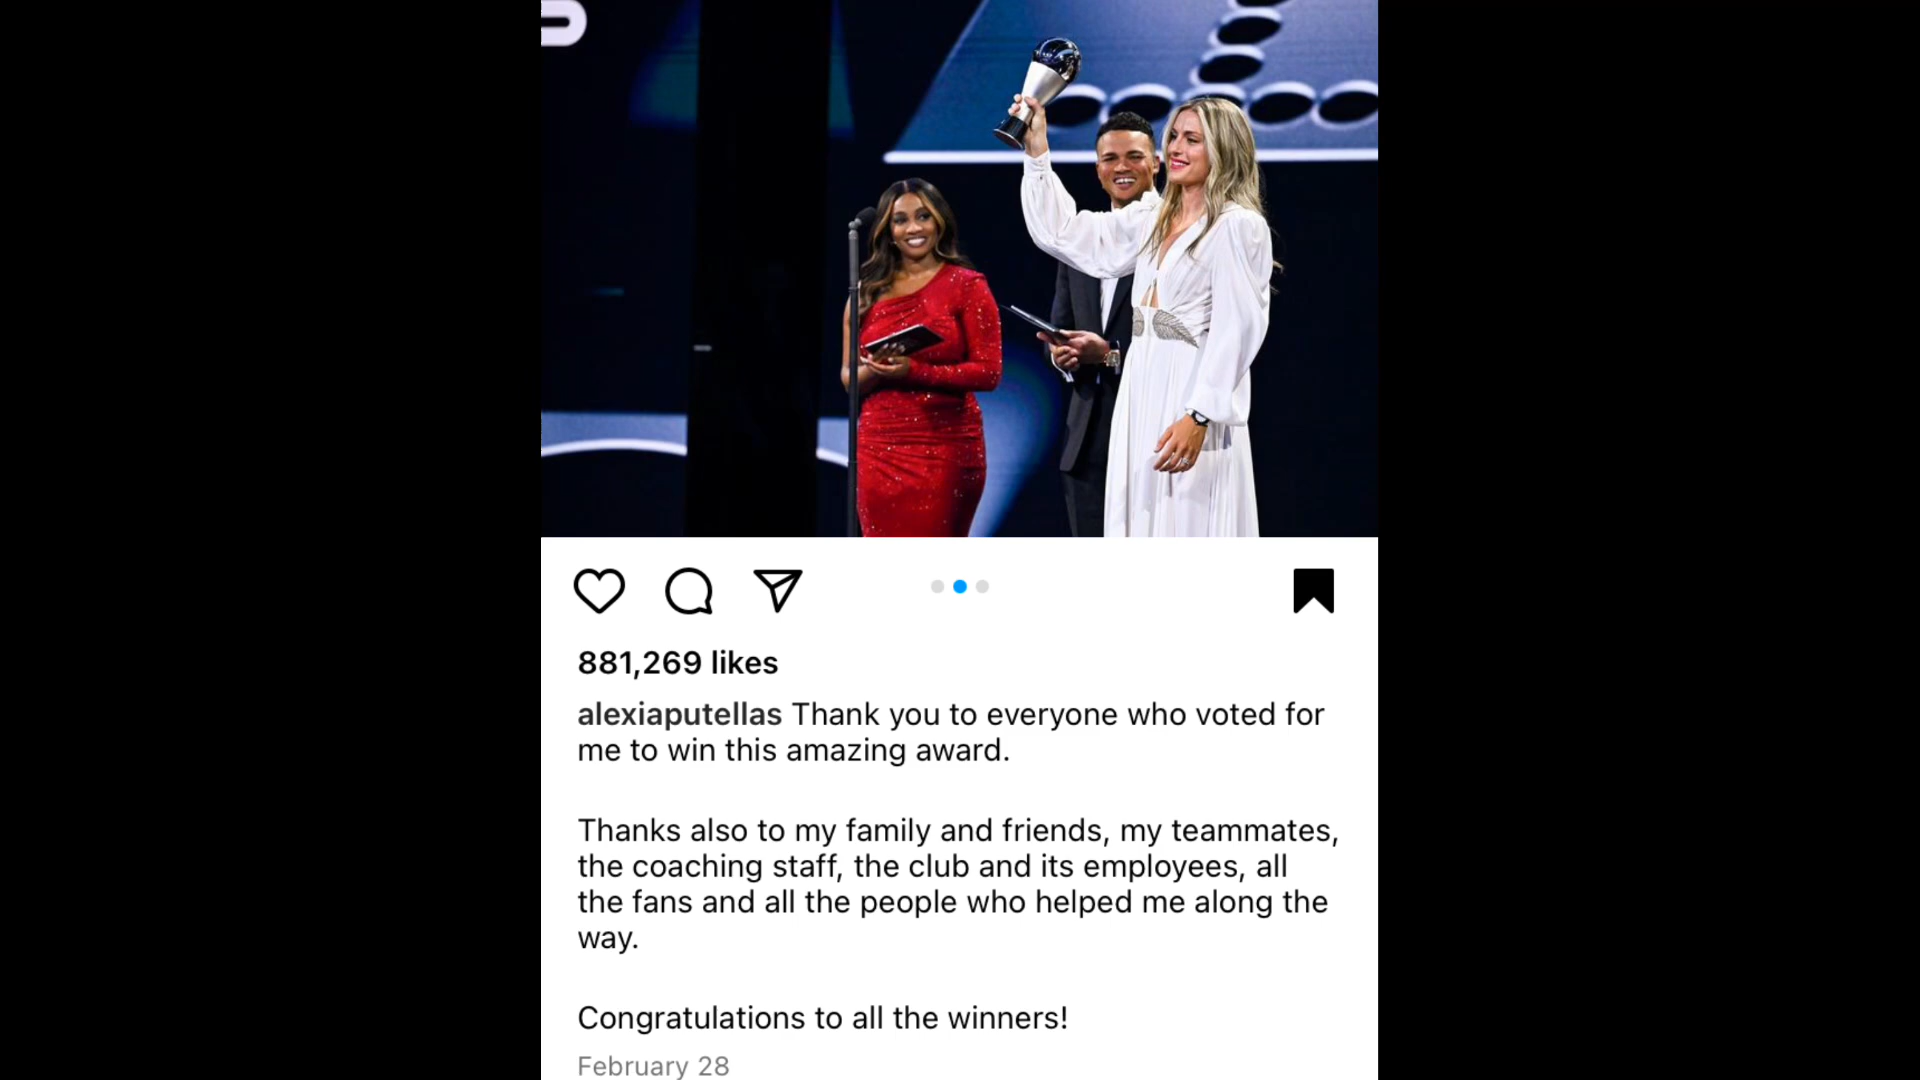 881,269 likes
alexiaputellas Thank you to everyone who voted for
me to win this amazing award.
Thanks also to my family and friends, my teammates,
the coaching staff, the club and its employees, all
the fans and all the people who helped me along the
way.
Congratulations to all the winners!
February 28